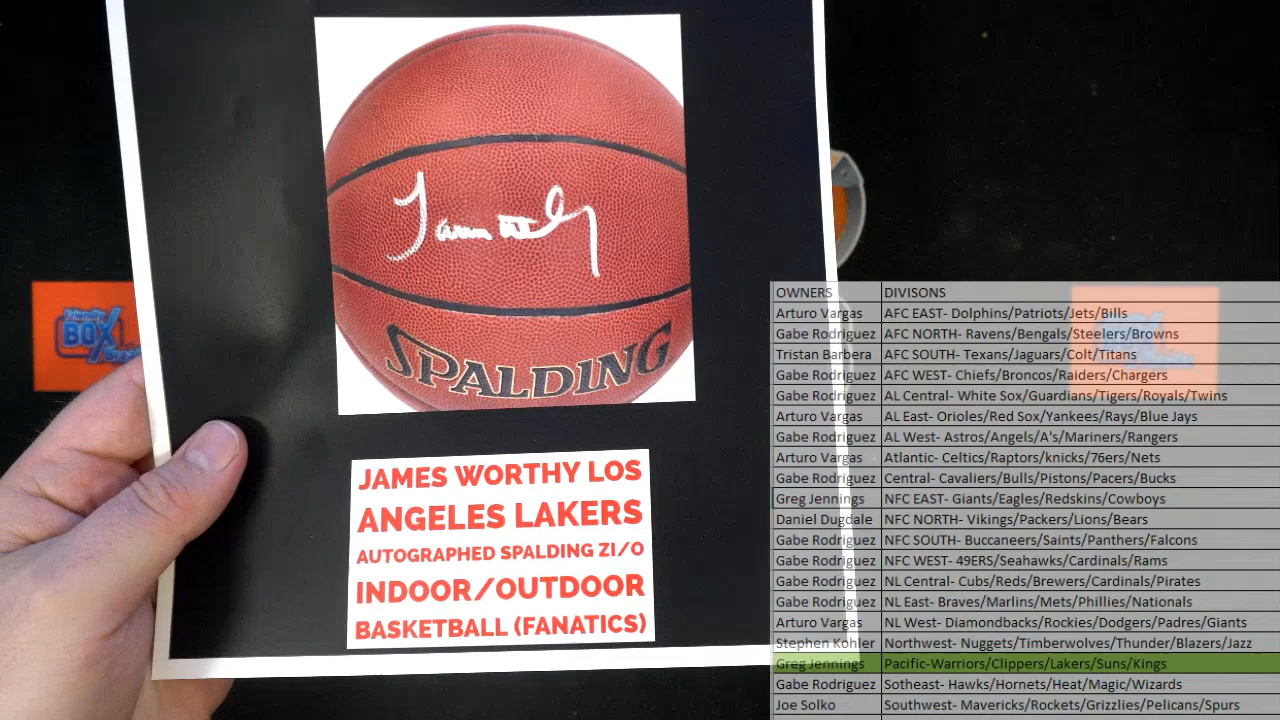 James Worthy
SPALDING
JAMES WORTHY LOS
ANGELES LAKERS
AUTOGRAPHED SPALDING ZI/O
INDOOR/OUTDOOR
BASKETBALL (FANATICS)
Friendly
BOX
OWNERS DIVISONS
Arturo Vargas AFC EAST- Dolphins/Patriots/Jets/Bills
Gabe Rodriguez AFC NORTH- Ravens/Bengals/Steelers/Browns
Tristan Barbera AFC SOUTH- Texans/Jaguars/Colt/Titans
Gabe Rodriguez AFC WEST- Chiefs/Broncos/Raiders/Chargers
Gabe Rodriguez AL Central- White Sox/Guardians/Tigers/Royals/Twins
Arturo Vargas AL East- Orioles/Red Sox/Yankees/Rays/Blue Jays
Gabe Rodriguez AL West- Astros/Angels/A's/Mariners/Rangers
Arturo Vargas Atlantic- Celtics/Raptors/knicks/76ers/Nets
Gabe Rodriguez Central- Cavaliers/Bulls/Pistons/Pacers/Bucks
Greg Jennings NFC EAST- Giants/Eagles/Redskins/Cowboys
Daniel Dugdale NFC NORTH- Vikings/Packers/Lions/Bears
Gabe Rodriguez NFC SOUTH- Buccaneers/Saints/Panthers/Falcons
Gabe Rodriguez NFC WEST- 49ERS/Seahawks/Cardinals/Rams
Gabe Rodriguez NL Central- Cubs/Reds/Brewers/Cardinals/Pirates
Gabe Rodriguez NL East- Braves/Marlins/Mets/Phillies/Nationals
Arturo Vargas NL West- Diamondbacks/Rockies/Dodgers/Padres/Giants
Stephen Kohler Northwest- Nuggets/Timberwolves/Thunder/Blazers/Jazz
Greg Jennings Pacific-Warriors/Clippers/Lakers/Suns/Kings
Gabe Rodriguez Sotheast- Hawks/Hornets/Heat/Magic/Wizards
Joe Solko Southwest- Mavericks/Rockets/Grizzlies/Pelicans/Spurs